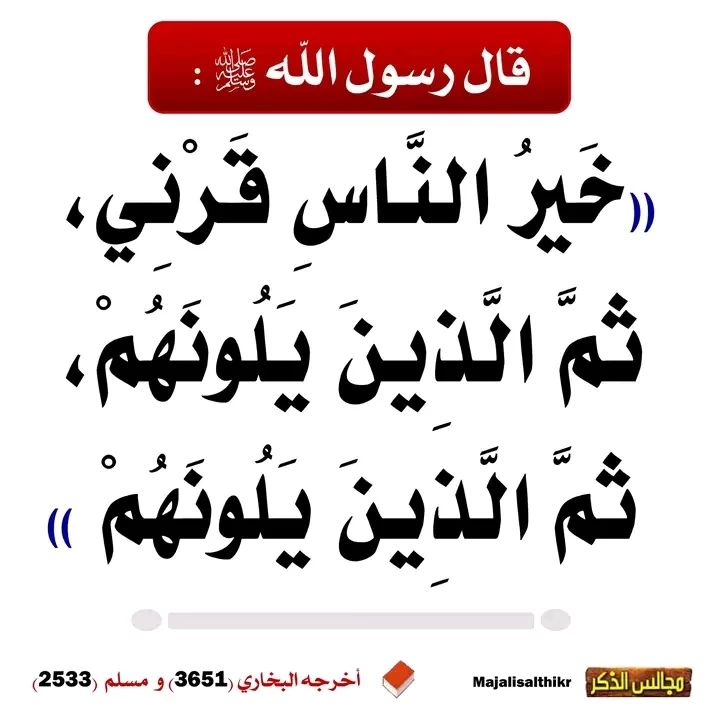 قال رسول الله ﷺ :
((خَيرُ النَّاسِ قَرْنِي،
ثمَّ الَّذِينَ يَلُونَهُمْ،
ثمَّ الَّذِينَ يَلُونَهُمْ ))
أخرجه البخاري (3651) و مسلم (2533)
Majalisalthikr
مجالس الذكر